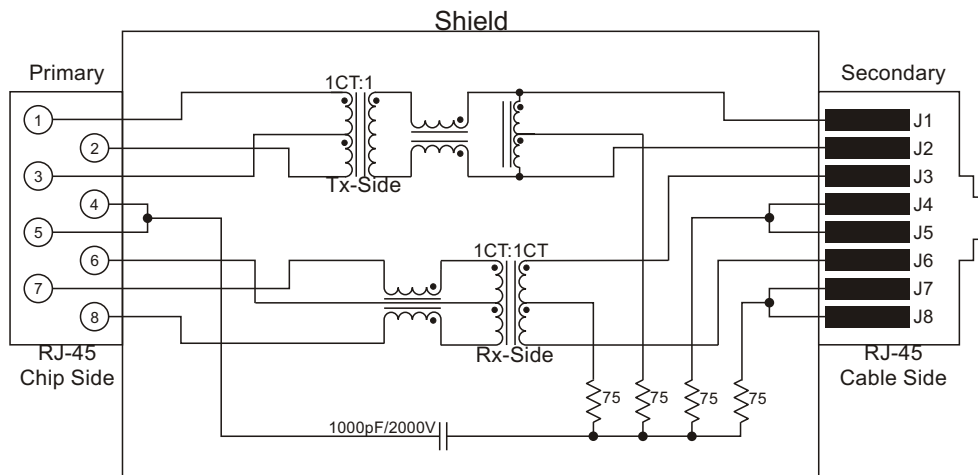 Shield
Primary
Secondary
1CT:1
1
J1
2
J2
3
J3
Tx-Side
4
J4
5
J5
1CT:1CT
6
J6
7
J7
8
J8
RJ-45
Chip Side
Rx-Side
RJ-45
Cable Side
75
75
75
75
1000pF/2000V